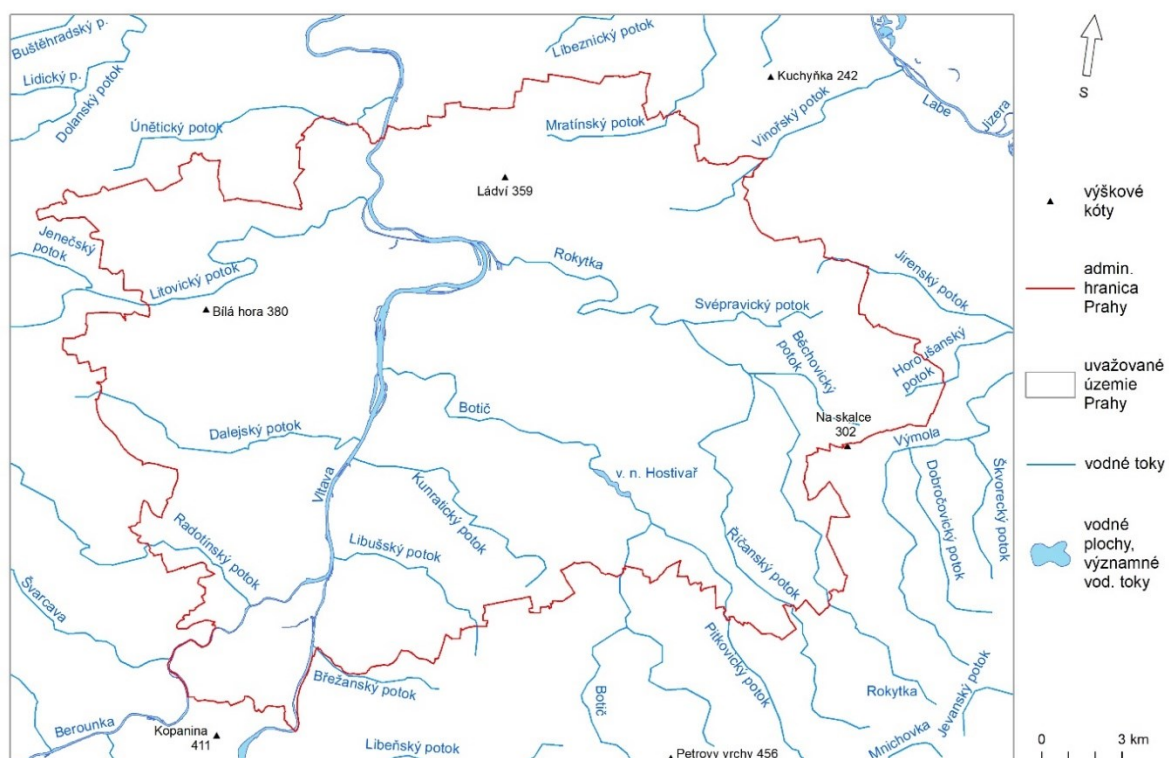 Buštěhradský p.
Lidický p.
Dolanský potok
Únětický potok
Líbeznický potok
Kuchyňka 242
Mratínský potok
Vinořský potok
Labe
Jizera
Ládví 359
Jenečský
potok
Litovický potok
Bílá hora 380
Rokytka
Svépravický potok
Jirenský potok
Běchovický
potok
Horoušanský
potok
Botič
Dalejský potok
Na skalce
302
Výmola
Vltava
v. n. Hostivař
Kunratický potok
Dobročovický potok
Škvorecký potok
Radotínský potok
Libušský potok
Říčanský potok
Švarcava
Břežanský potok
Botič
Pitkovický potok
Rokytka
Jevanský potok
Mnichovka
Berounka
Kopanina
411
Libeňský potok
Petrovy vrchy 456
S
výškové
kóty
admin.
hranica
Prahy
uvažované
územie
Prahy
vodné toky
vodné
plochy,
významné
vod. toky
0 3 km